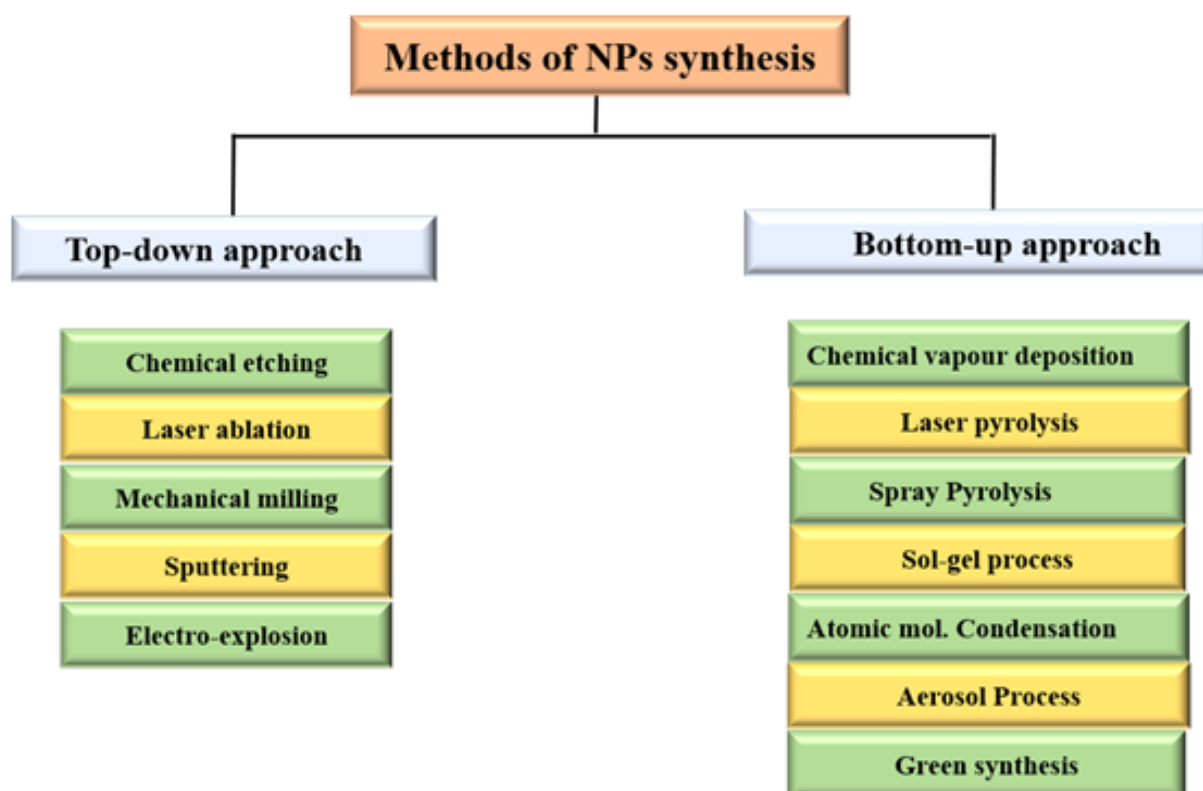 Methods of NPs synthesis
Top-down approach
Chemical etching
Laser ablation
Mechanical milling
Sputtering
Electro-explosion
Bottom-up approach
Chemical vapour deposition
Laser pyrolysis
Spray Pyrolysis
Sol-gel process
Atomic mol. Condensation
Aerosol Process
Green synthesis